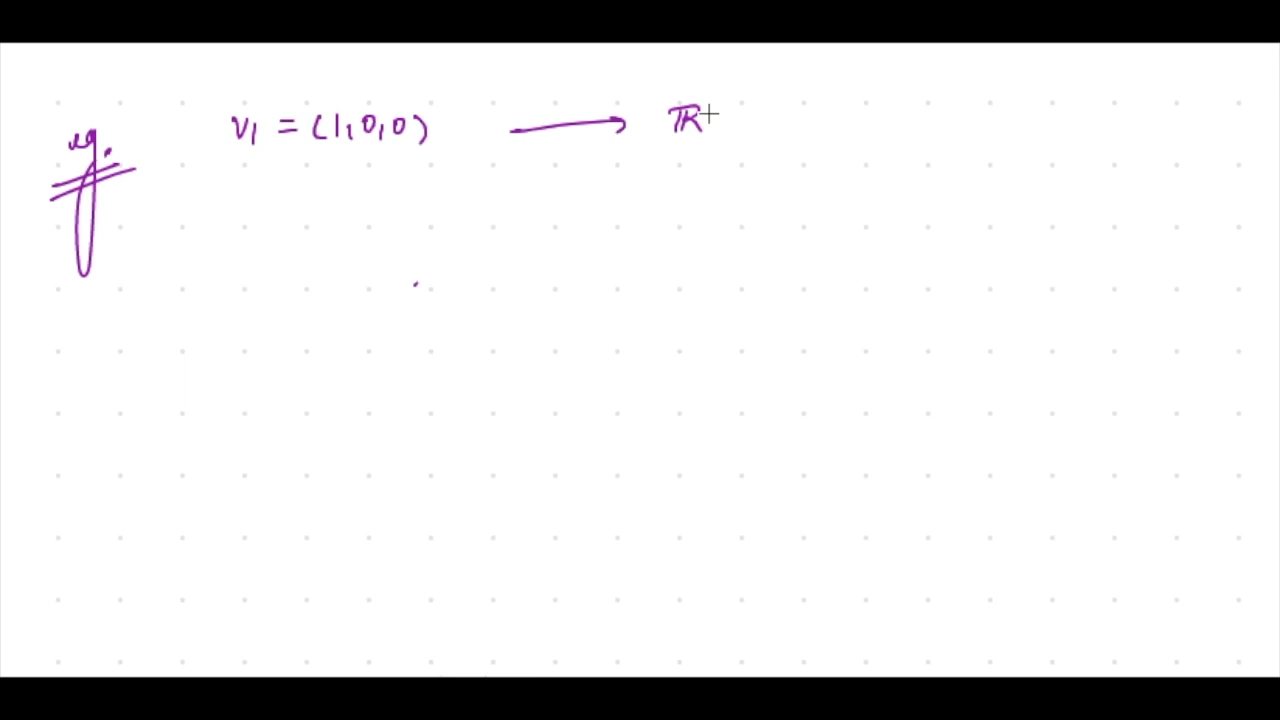 eg. v₁ = (1,0,0) ⟶ ℝ